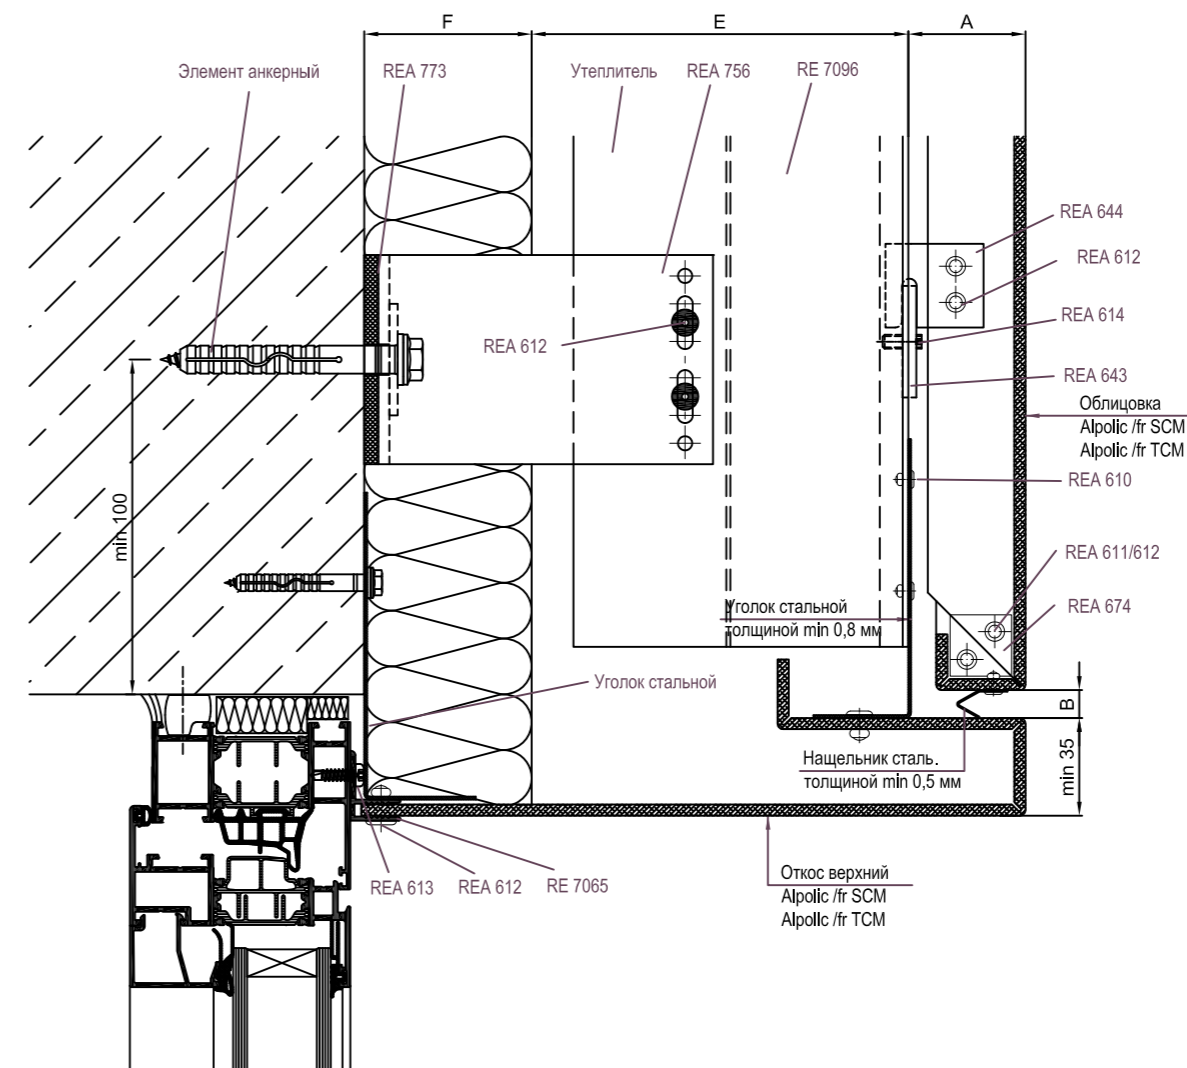 F
E
A
Элемент анкерный
REA 773
Утеплитель
REA 756
RE 7096
REA 644
REA 612
REA 614
REA 612
REA 643
Облицовка
Alpolic /fr SCM
Alpolic /fr TCM
REA 610
min 100
REA 611/612
Уголок стальной
толщиной min 0,8 мм
REA 674
Уголок стальной
B
Нащельник сталь.
толщиной min 0,5 мм
min 35
REA 613
REA 612
RE 7065
Откос верхний
Alpolic /fr SCM
Alpolic /fr TCM